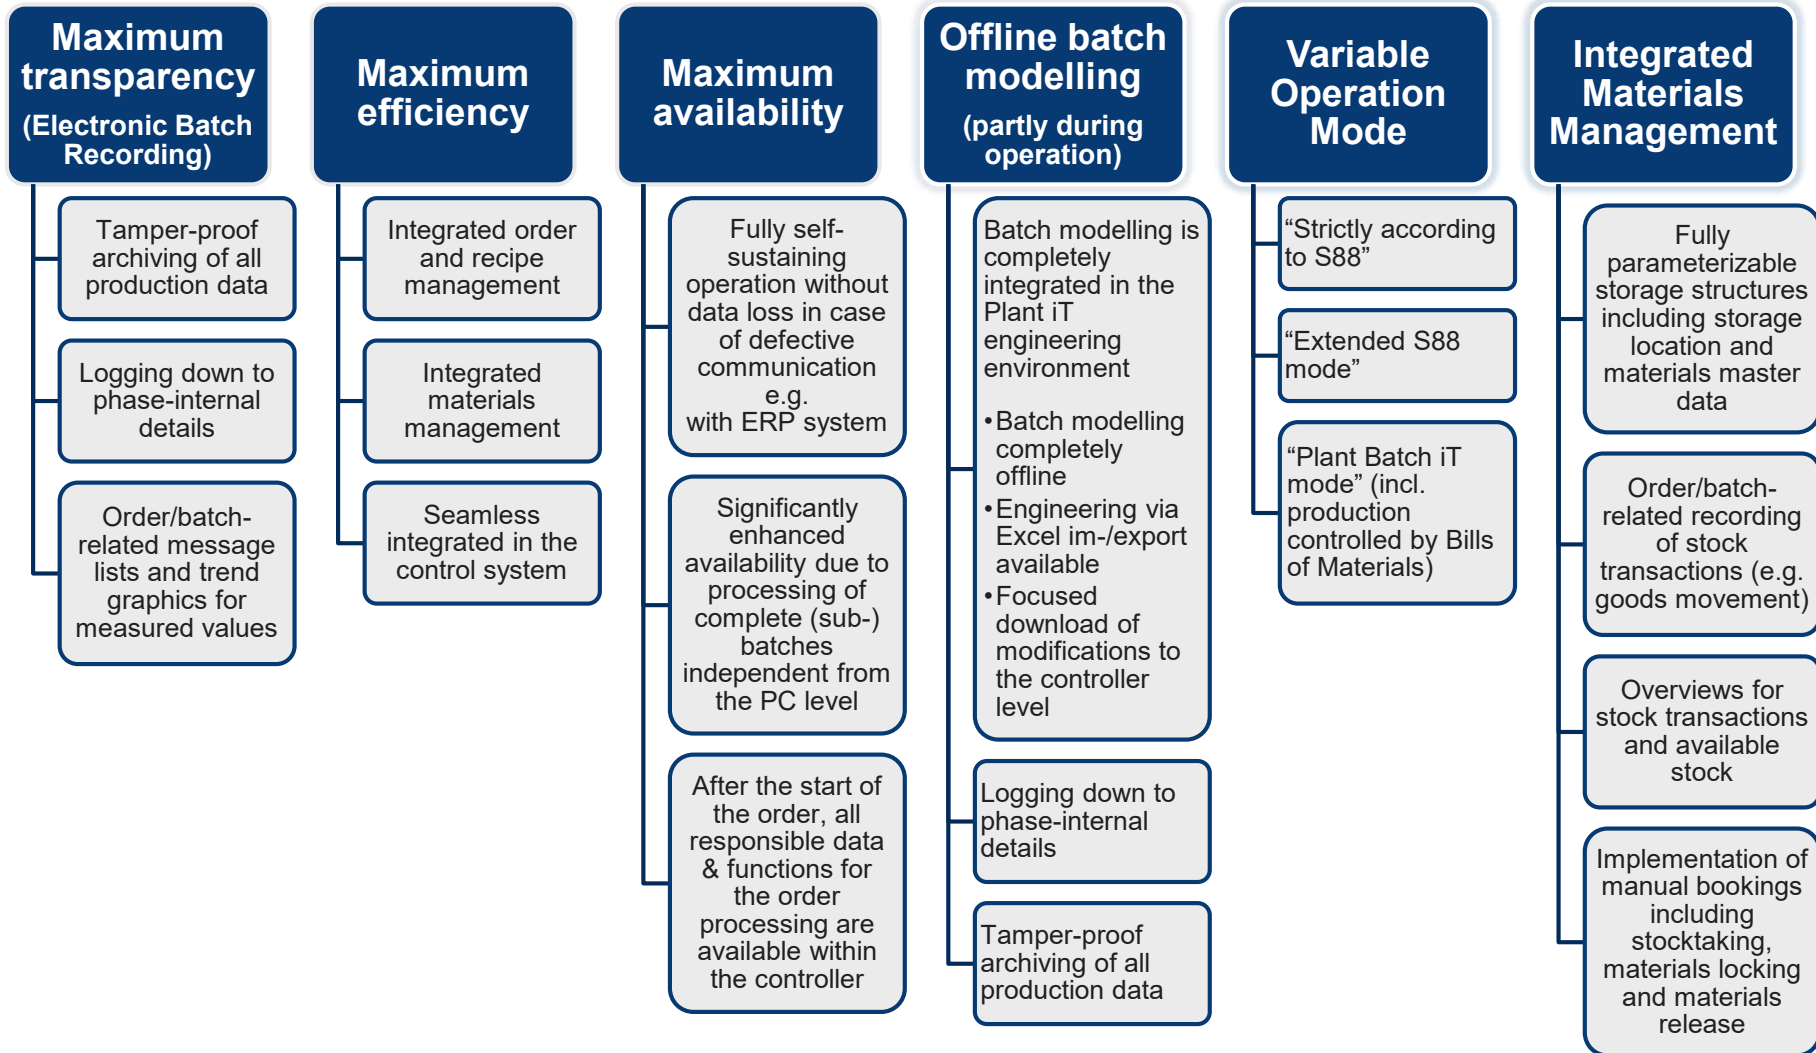 Maximum
transparency
(Electronic Batch
Recording)
Tamper-proof
archiving of all
production data
Logging down to
phase-internal
details
Order/batch-
related message
lists and trend
graphics for
measured values
Maximum
efficiency
Integrated order
and recipe
management
Integrated
materials
management
Seamless
integrated in the
control system
Maximum
availability
Fully self-
sustaining
operation without
data loss in case
of defective
communication
e.g.
with ERP system
Significantly
enhanced
availability due to
processing of
complete (sub-)
batches
independent from
the PC level
After the start of
the order, all
responsible data
& functions for
the order
processing are
available within
the controller
Offline batch
modelling
(partly during
operation)
Batch modelling is
completely
integrated in the
Plant iT
engineering
environment
•Batch modelling
completely
offline
•Engineering via
Excel im-/export
available
•Focused
download of
modifications to
the controller
level
Logging down to
phase-internal
details
Tamper-proof
archiving of all
production data
Variable
Operation
Mode
“Strictly according
to S88”
“Extended S88
mode”
“Plant Batch iT
mode” (incl.
production
controlled by Bills
of Materials)
Integrated
Materials
Management
Fully
parameterizable
storage structures
including storage
location and
materials master
data
Order/batch-
related recording
of stock
transactions (e.g.
goods movement)
Overviews for
stock transactions
and available
stock
Implementation of
manual bookings
including
stocktaking,
materials locking
and materials
release